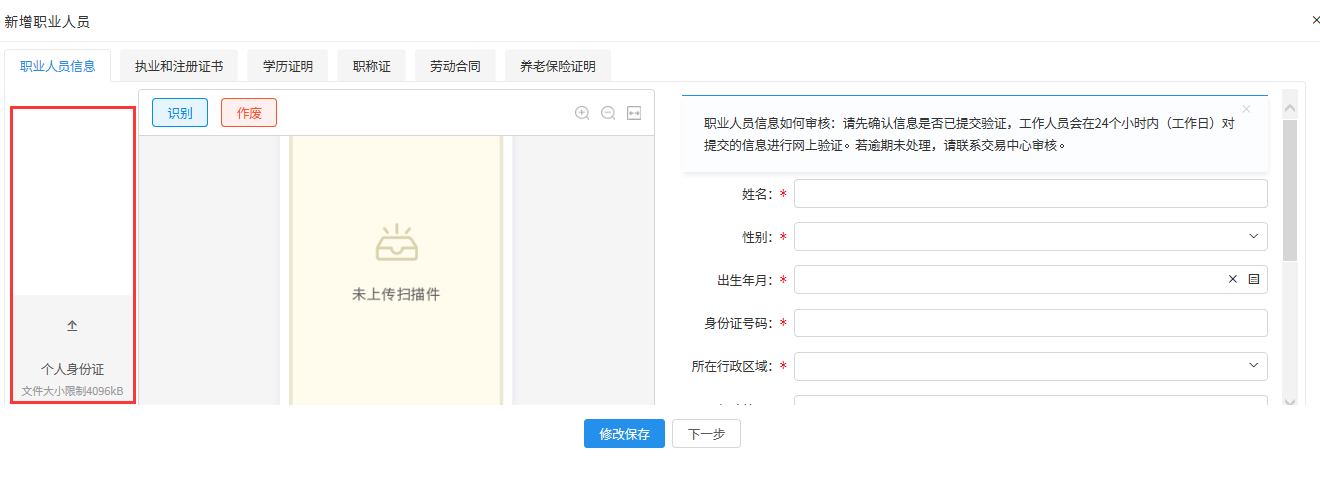 新增职业人员
职业人员信息
执业和注册证书
学历证明
职称证
劳动合同
养老保险证明
识别
作废
未上传扫描件
个人身份证
文件大小限制4096kB
职业人员信息如何审核：请先确认信息是否已提交验证，工作人员会在24个小时内（工作日）对
提交的信息进行网上验证。若逾期未处理，请联系交易中心审核。
姓名：*
性别：*
出生年月：*
身份证号码：*
所在行政区域：*
修改保存
下一步